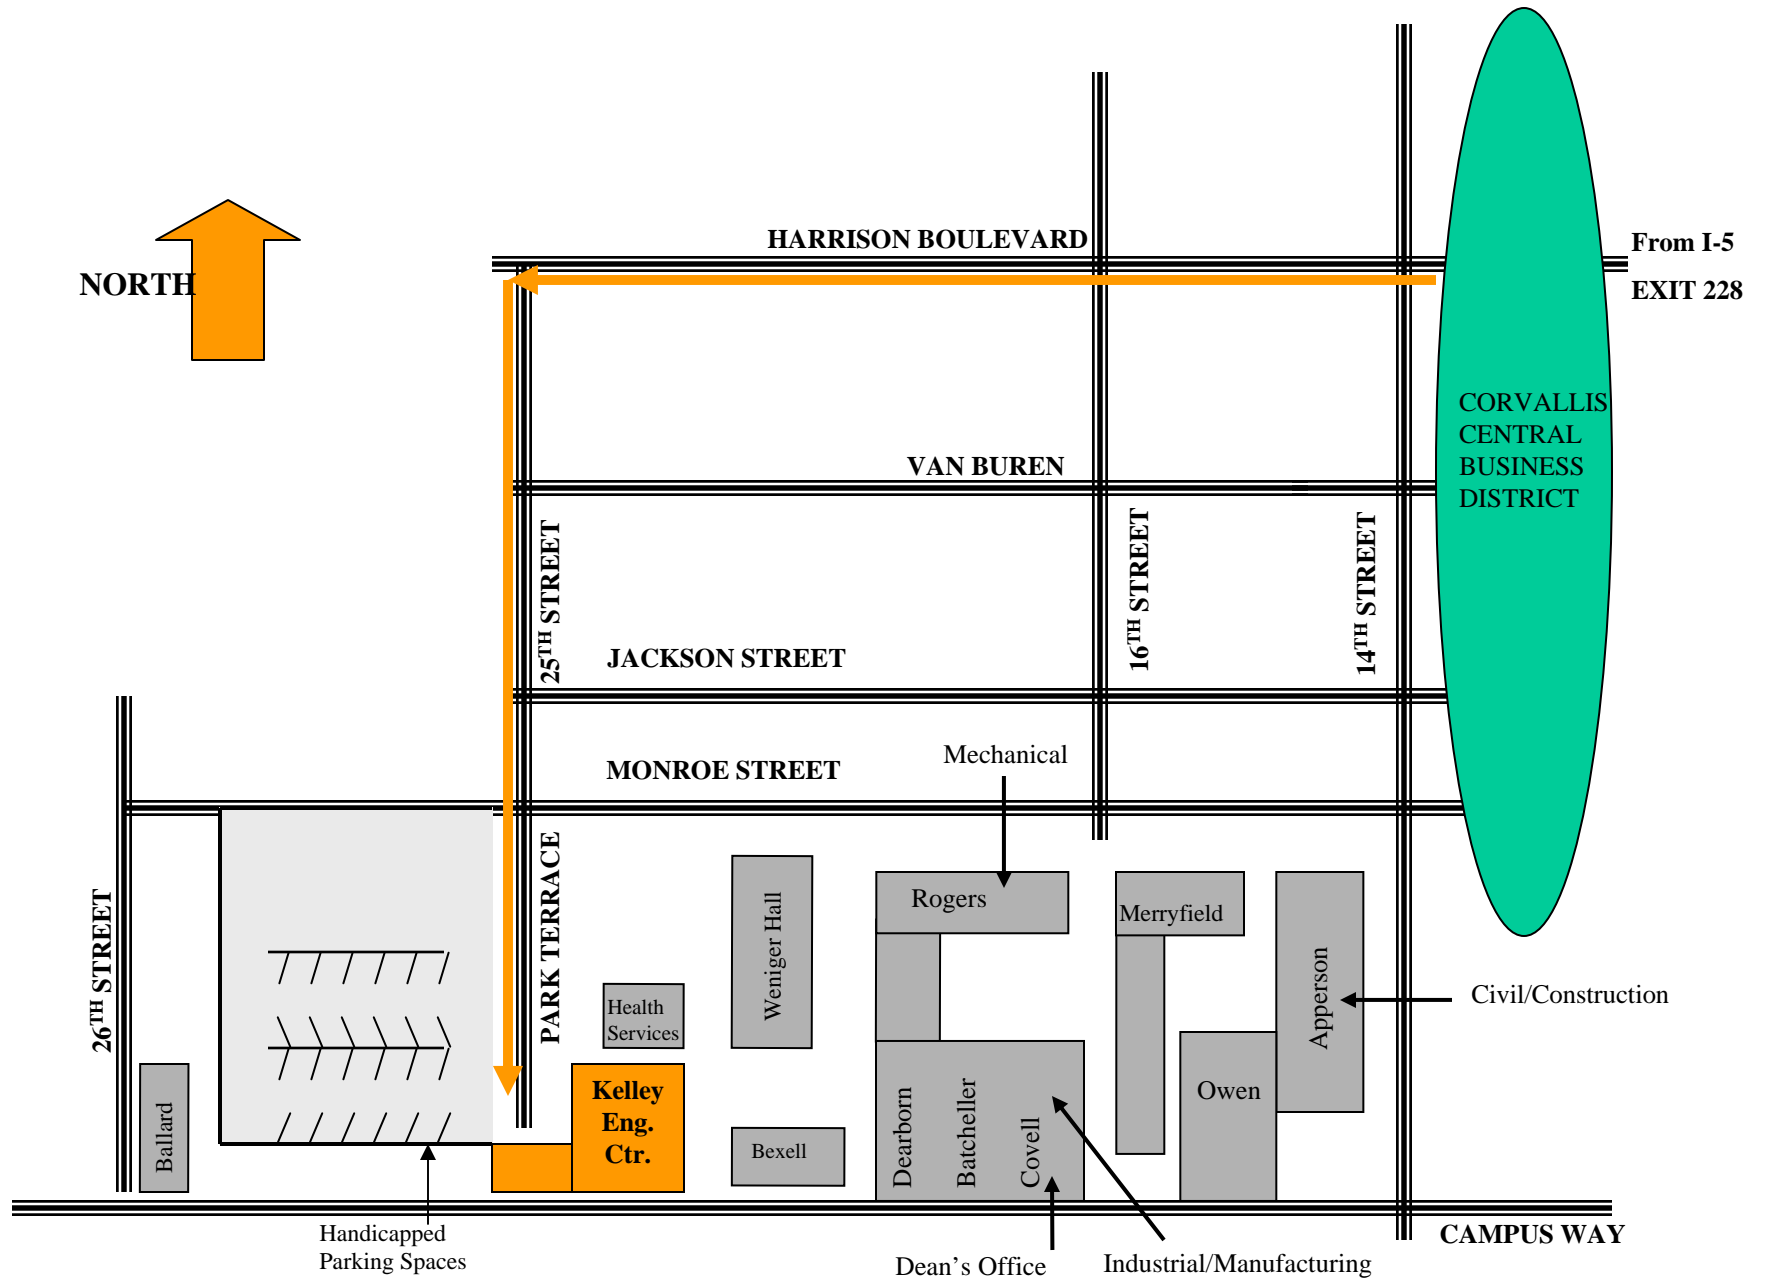 HARRISON BOULEVARD
From I-5
EXIT 228
NORTH
CORVALLIS
CENTRAL
BUSINESS
DISTRICT
VAN BUREN
25TH STREET
16TH STREET
14TH STREET
JACKSON STREET
MONROE STREET
Mechanical
26TH STREET
PARK TERRACE
Weniger Hall
Rogers
Merryfield
Apperson
Civil/Construction
Health
Services
Ballard
Kelley
Eng.
Ctr.
Bexell
Dearborn
Batcheller
Covell
Owen
Handicapped
Parking Spaces
Dean's Office
Industrial/Manufacturing
CAMPUS WAY